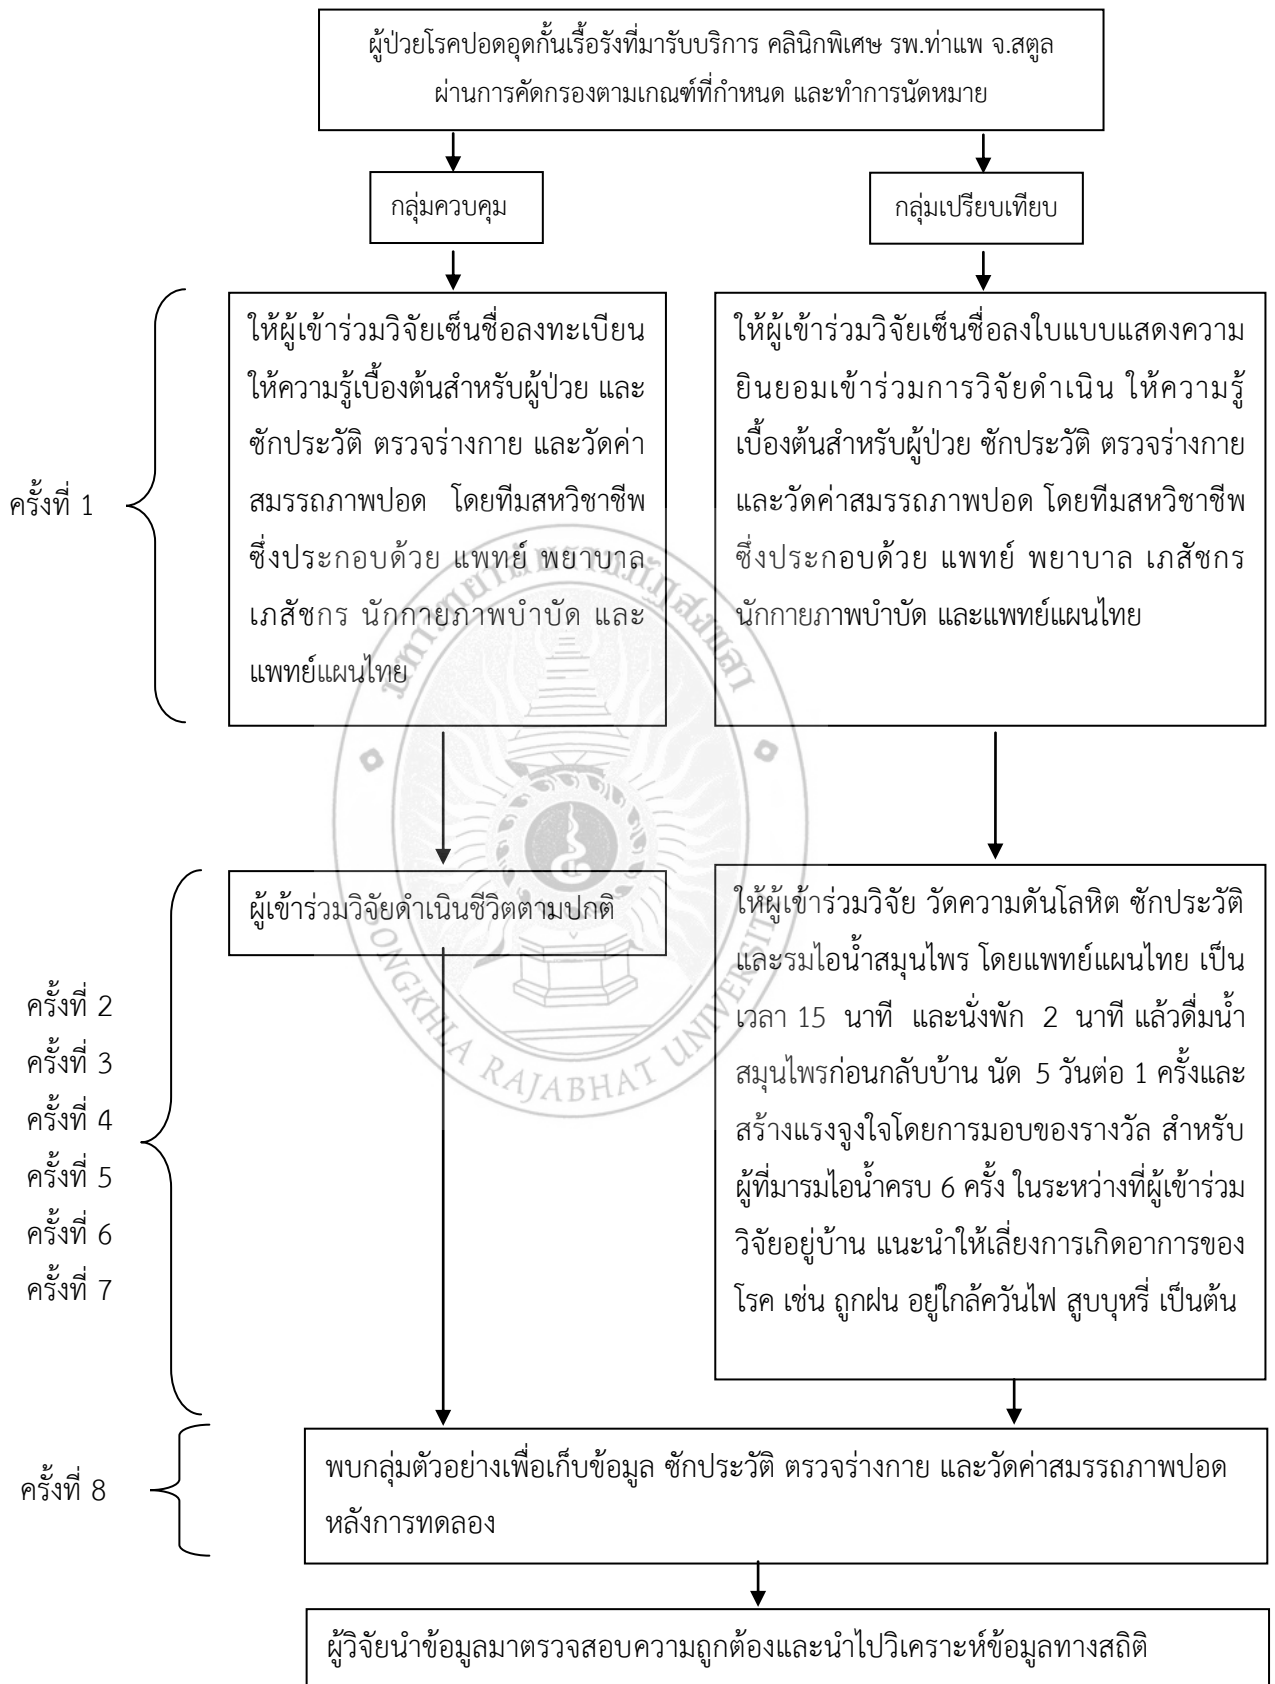 ผู้ป่วยโรคปอดอุดกั้นเรื้อรังที่มารับบริการ คลินิกพิเศษ รพ.ท่าแพ จ.สตูล
ผ่านการคัดกรองตามเกณฑ์ที่กำหนด และทำการนัดหมาย
กลุ่มควบคุม
กลุ่มเปรียบเทียบ
ครั้งที่ 1
ให้ผู้เข้าร่วมวิจัยเซ็นชื่อลงทะเบียน
ให้ความรู้เบื้องต้นสำหรับผู้ป่วย และ
ซักประวัติ ตรวจร่างกาย และวัดค่า
สมรรถภาพปอด โดยทีมสหวิชาชีพ
ซึ่งประกอบด้วย แพทย์ พยาบาล
เภสัชกร นักกายภาพบำบัด และ
แพทย์แผนไทย
ให้ผู้เข้าร่วมวิจัยเซ็นชื่อลงใบแบบแสดงความ
ยินยอมเข้าร่วมการวิจัยดำเนิน ให้ความรู้
เบื้องต้นสำหรับผู้ป่วย ซักประวัติ ตรวจร่างกาย
และวัดค่าสมรรถภาพปอด โดยทีมสหวิชาชีพ
ซึ่งประกอบด้วย แพทย์ พยาบาล เภสัชกร
นักกายภาพบำบัด และแพทย์แผนไทย
มหาวิทยาลัยราชภัฏสงขลา
SONGKHLA RAJABHAT UNIVERSITY
ครั้งที่ 2
ครั้งที่ 3
ครั้งที่ 4
ครั้งที่ 5
ครั้งที่ 6
ครั้งที่ 7
ผู้เข้าร่วมวิจัยดำเนินชีวิตตามปกติ
ให้ผู้เข้าร่วมวิจัย วัดความดันโลหิต ซักประวัติ
และรมไอน้ำสมุนไพร โดยแพทย์แผนไทย เป็น
เวลา 15 นาที และนั่งพัก 2 นาที แล้วดื่มน้ำ
สมุนไพรก่อนกลับบ้าน นัด 5 วันต่อ 1 ครั้งและ
สร้างแรงจูงใจโดยการมอบของรางวัล สำหรับ
ผู้ที่มารมไอน้ำครบ 6 ครั้ง ในระหว่างที่ผู้เข้าร่วม
วิจัยอยู่บ้าน แนะนำให้เลี่ยงการเกิดอาการของ
โรค เช่น ถูกฝน อยู่ใกล้ควันไฟ สูบบุหรี่ เป็นต้น
ครั้งที่ 8
พบกลุ่มตัวอย่างเพื่อเก็บข้อมูล ซักประวัติ ตรวจร่างกาย และวัดค่าสมรรถภาพปอด
หลังการทดลอง
ผู้วิจัยนำข้อมูลมาตรวจสอบความถูกต้องและนำไปวิเคราะห์ข้อมูลทางสถิติ